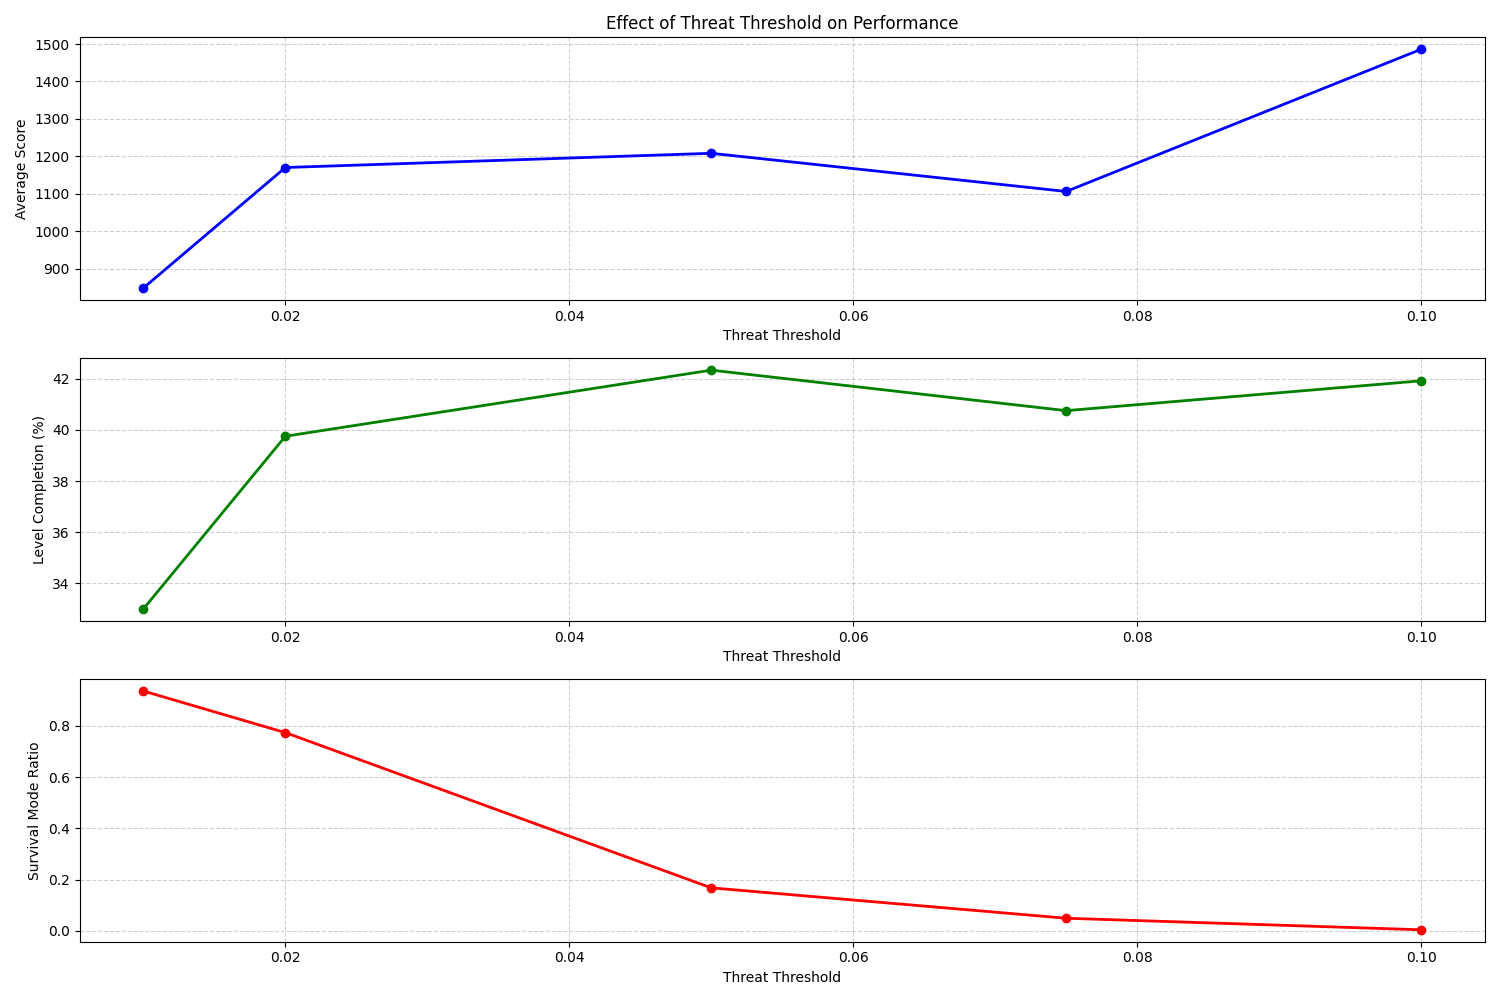 Effect of Threat Threshold on Performance
1500
1400
1300
1200
1100
1000
900
Average Score
0.02 0.04 0.06 0.08 0.10
Threat Threshold
42
40
38
36
34
Level Completion (%)
0.02 0.04 0.06 0.08 0.10
Threat Threshold
0.8
0.6
0.4
0.2
0.0
Survival Mode Ratio
0.02 0.04 0.06 0.08 0.10
Threat Threshold